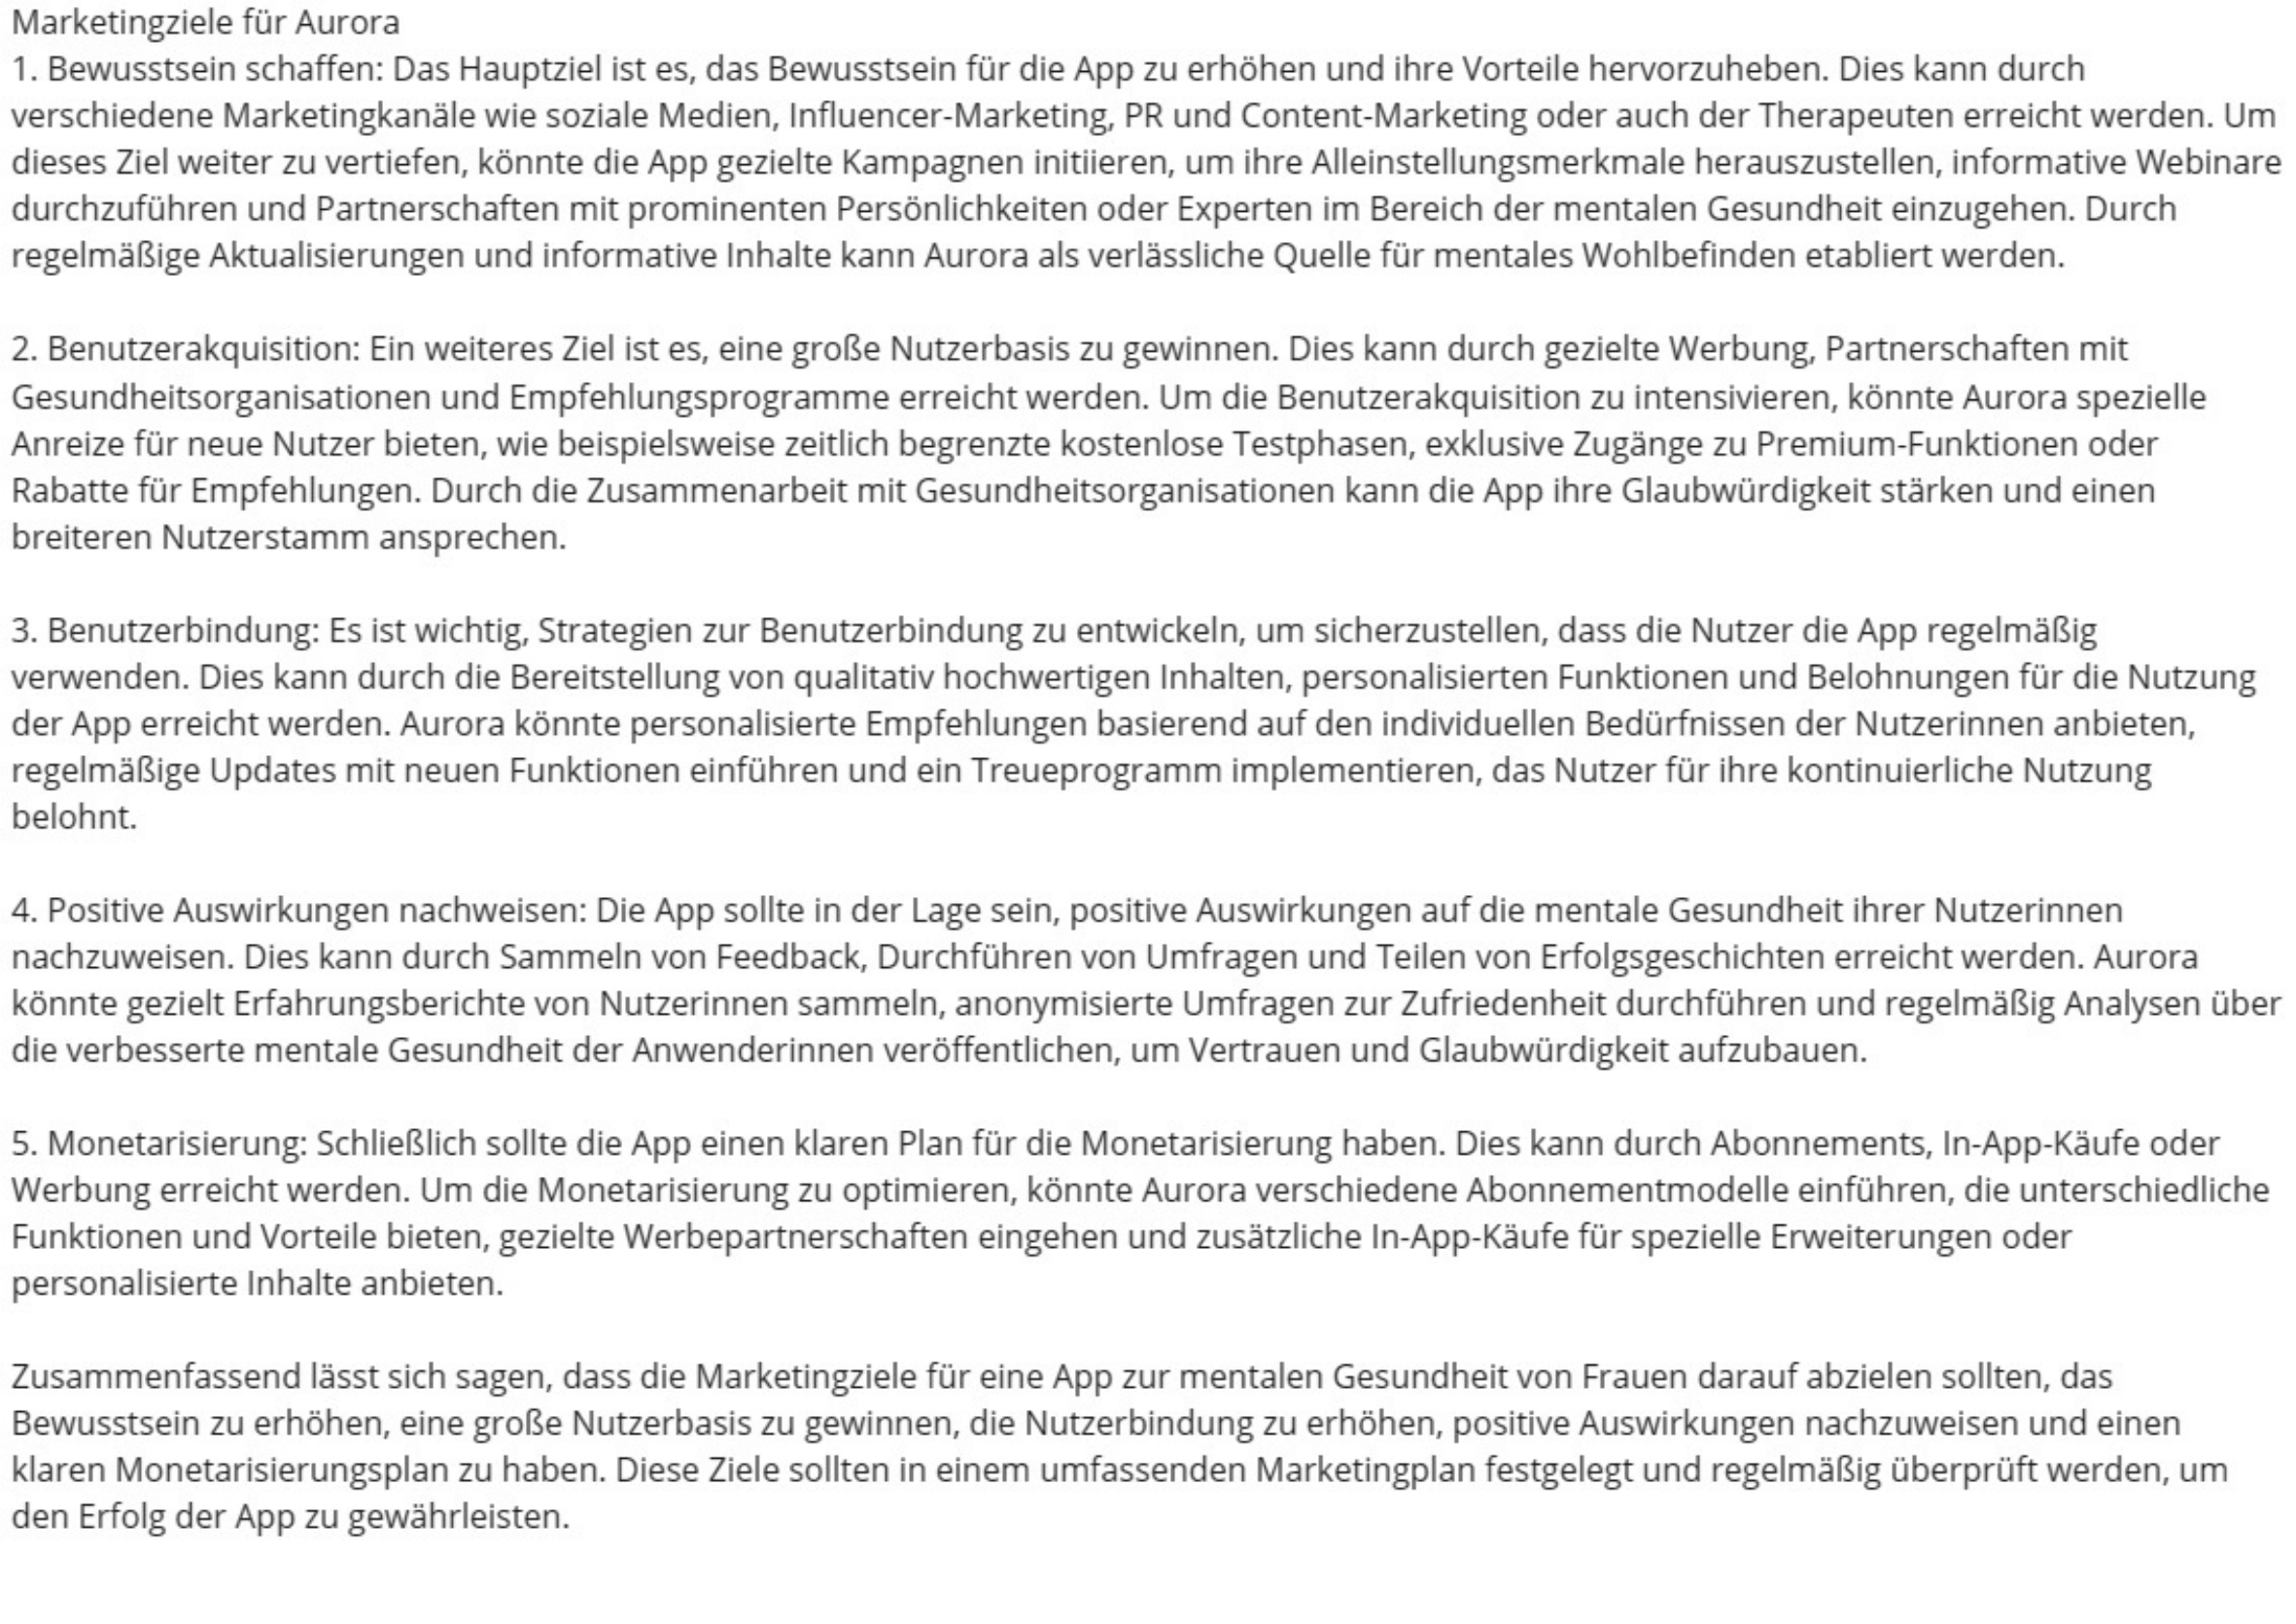 Marketingziele für Aurora
1. Bewusstsein schaffen: Das Hauptziel ist es, das Bewusstsein für die App zu erhöhen und ihre Vorteile hervorzuheben. Dies kann durch
verschiedene Marketingkanäle wie soziale Medien, Influencer-Marketing, PR und Content-Marketing oder auch der Therapeuten erreicht werden. Um
dieses Ziel weiter zu vertiefen, könnte die App gezielte Kampagnen initiieren, um ihre Alleinstellungsmerkmale herauszustellen, informative Webinare
durchzuführen und Partnerschaften mit prominenten Persönlichkeiten oder Experten im Bereich der mentalen Gesundheit einzugehen. Durch
regelmäßige Aktualisierungen und informative Inhalte kann Aurora als verlässliche Quelle für mentales Wohlbefinden etabliert werden.
2. Benutzerakquisition: Ein weiteres Ziel ist es, eine große Nutzerbasis zu gewinnen. Dies kann durch gezielte Werbung, Partnerschaften mit
Gesundheitsorganisationen und Empfehlungsprogramme erreicht werden. Um die Benutzerakquisition zu intensivieren, könnte Aurora spezielle
Anreize für neue Nutzer bieten, wie beispielsweise zeitlich begrenzte kostenlose Testphasen, exklusive Zugänge zu Premium-Funktionen oder
Rabatte für Empfehlungen. Durch die Zusammenarbeit mit Gesundheitsorganisationen kann die App ihre Glaubwürdigkeit stärken und einen
breiteren Nutzerstamm ansprechen.
3. Benutzerbindung: Es ist wichtig, Strategien zur Benutzerbindung zu entwickeln, um sicherzustellen, dass die Nutzer die App regelmäßig
verwenden. Dies kann durch die Bereitstellung von qualitativ hochwertigen Inhalten, personalisierten Funktionen und Belohnungen für die Nutzung
der App erreicht werden. Aurora könnte personalisierte Empfehlungen basierend auf den individuellen Bedürfnissen der Nutzerinnen anbieten,
regelmäßige Updates mit neuen Funktionen einführen und ein Treueprogramm implementieren, das Nutzer für ihre kontinuierliche Nutzung
belohnt.
4. Positive Auswirkungen nachweisen: Die App sollte in der Lage sein, positive Auswirkungen auf die mentale Gesundheit ihrer Nutzerinnen
nachzuweisen. Dies kann durch Sammeln von Feedback, Durchführen von Umfragen und Teilen von Erfolgsgeschichten erreicht werden. Aurora
könnte gezielt Erfahrungsberichte von Nutzerinnen sammeln, anonymisierte Umfragen zur Zufriedenheit durchführen und regelmäßig Analysen über
die verbesserte mentale Gesundheit der Anwenderinnen veröffentlichen, um Vertrauen und Glaubwürdigkeit aufzubauen.
5. Monetarisierung: Schließlich sollte die App einen klaren Plan für die Monetarisierung haben. Dies kann durch Abonnements, In-App-Käufe oder
Werbung erreicht werden. Um die Monetarisierung zu optimieren, könnte Aurora verschiedene Abonnementmodelle einführen, die unterschiedliche
Funktionen und Vorteile bieten, gezielte Werbepartnerschaften eingehen und zusätzliche In-App-Käufe für spezielle Erweiterungen oder
personalisierte Inhalte anbieten.
Zusammenfassend lässt sich sagen, dass die Marketingziele für eine App zur mentalen Gesundheit von Frauen darauf abzielen sollten, das
Bewusstsein zu erhöhen, eine große Nutzerbasis zu gewinnen, die Nutzerbindung zu erhöhen, positive Auswirkungen nachzuweisen und einen
klaren Monetarisierungsplan zu haben. Diese Ziele sollten in einem umfassenden Marketingplan festgelegt und regelmäßig überprüft werden, um
den Erfolg der App zu gewährleisten.